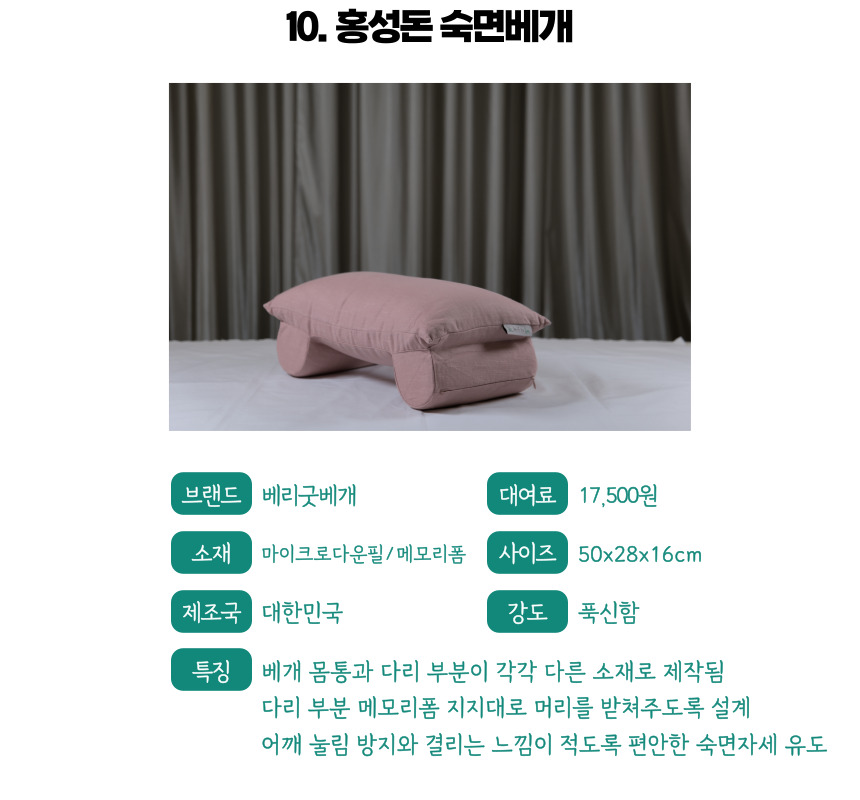 10. 홍성돈 숙면베개
브랜드 베리굿베개 대여료 17,500원
소재 마이크로다운필/메모리폼 사이즈 50x28x16cm
제조국 대한민국 강도 푹신함
특징 베개 몸통과 다리 부분이 각각 다른 소재로 제작됨
다리 부분 메모리폼 지지대로 머리를 받쳐주도록 설계
어깨 눌림 방지와 결리는 느낌이 적도록 편안한 숙면자세 유도